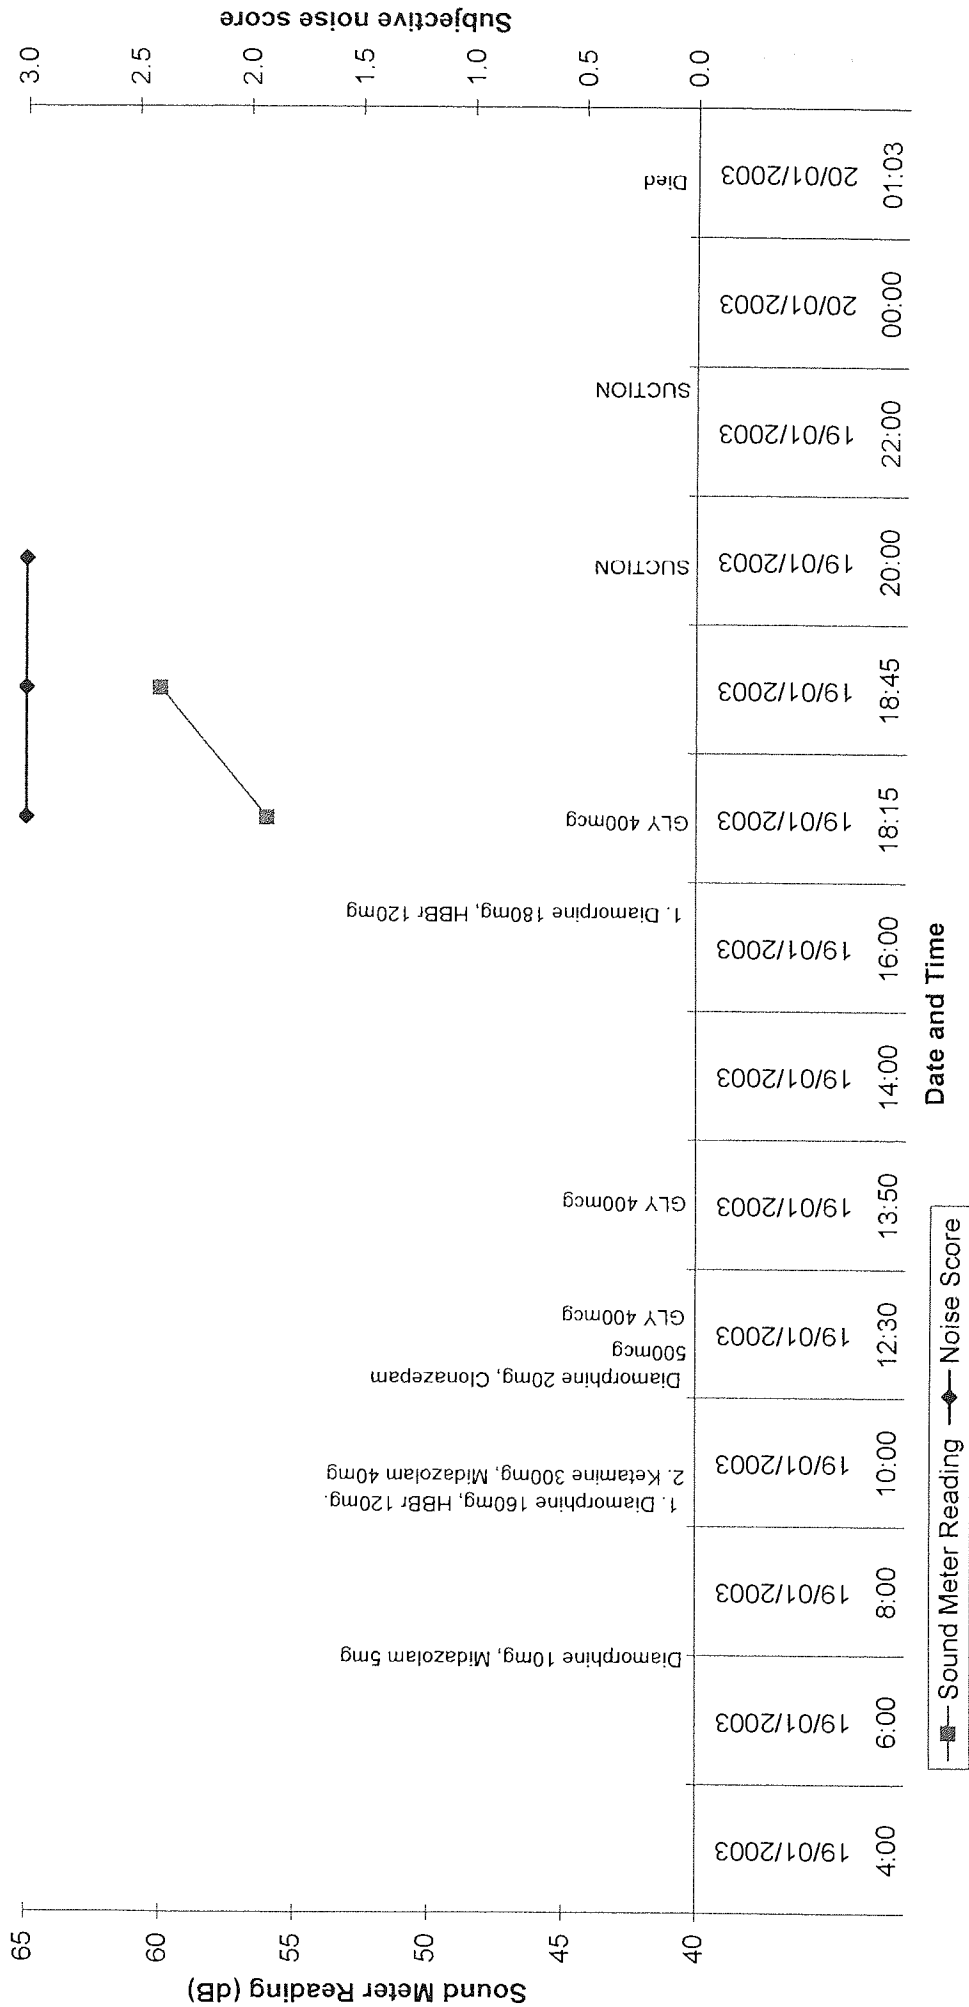 Sound Meter Reading (dB)
65
60
55
50
45
40
Subjective noise score
3.0
2.5
2.0
1.5
1.0
0.5
0.0
Diamorphine 10mg, Midazolam 5mg
1. Diamorphine 160mg, HBBr 120mg.
2. Ketamine 300mg, Midazolam 40mg
Diamorphine 20mg, Clonazepam
500mcg
GLY 400mcg
GLY 400mcg
1. Diamorpine 180mg, HBBr 120mg
GLY 400mcg
SUCTION
SUCTION
Died
19/01/2003
19/01/2003
19/01/2003
19/01/2003
19/01/2003
19/01/2003
19/01/2003
19/01/2003
19/01/2003
19/01/2003
19/01/2003
19/01/2003
20/01/2003
20/01/2003
4:00
6:00
8:00
10:00
12:30
13:50
14:00
16:00
18:15
18:45
20:00
22:00
00:00
01:03
Date and Time
Sound Meter Reading
Noise Score